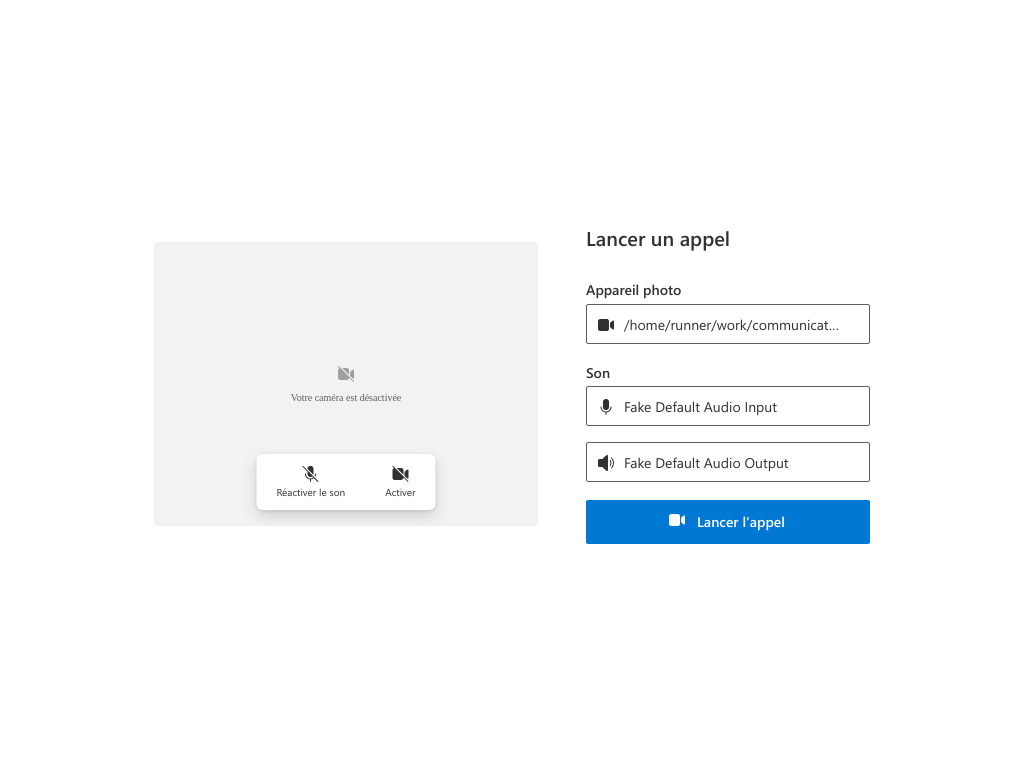 Lancer un appel
Appareil photo
/home/runner/work/communicat...
Son
Fake Default Audio Input
Fake Default Audio Output
Lancer l'appel
Votre caméra est désactivée
Réactiver le son
Activer